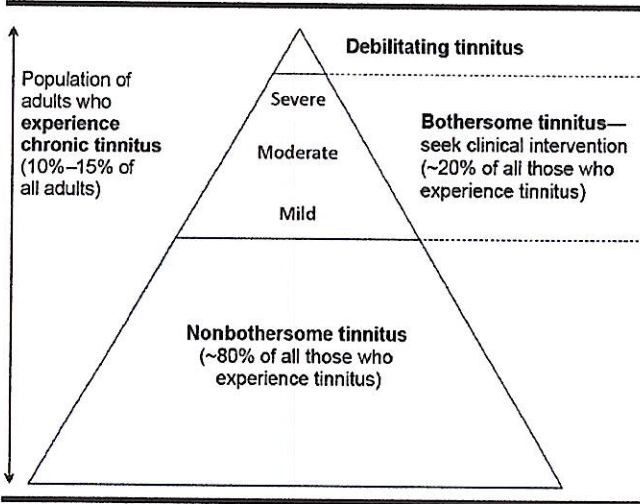 Debilitating tinnitus
Population of
adults who
experience
chronic tinnitus
(10%–15% of
all adults)
Severe
Moderate
Mild
Bothersome tinnitus—
seek clinical intervention
(~20% of all those who
experience tinnitus)
Nonbothersome tinnitus
(~80% of all those who
experience tinnitus)